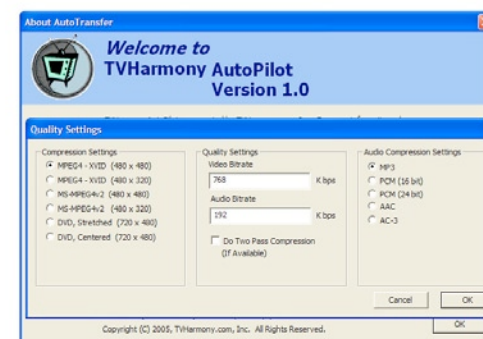 About AutoTransfer
Welcome to
TVHarmony AutoPilot
Version 1.0
Quality Settings
Compression Settings
MPEG4 - XVID (480 x 480)
MPEG4 - XVID (480 x 320)
MS-MPEG4v2 (480 x 480)
MS-MPEG4v2 (480 x 320)
DVD, Stretched (720 x 480)
DVD, Centered (720 x 480)
Quality Settings
Video Bitrate
768 Kbps
Audio Bitrate
192 Kbps
Do Two Pass Compression
(If Available)
Audio Compression Settings
MP3
PCM (16 bit)
PCM (24 bit)
AAC
AC-3
Cancel OK
OK
Copyright (C) 2005, TVHarmony.com, Inc. All Rights Reserved.